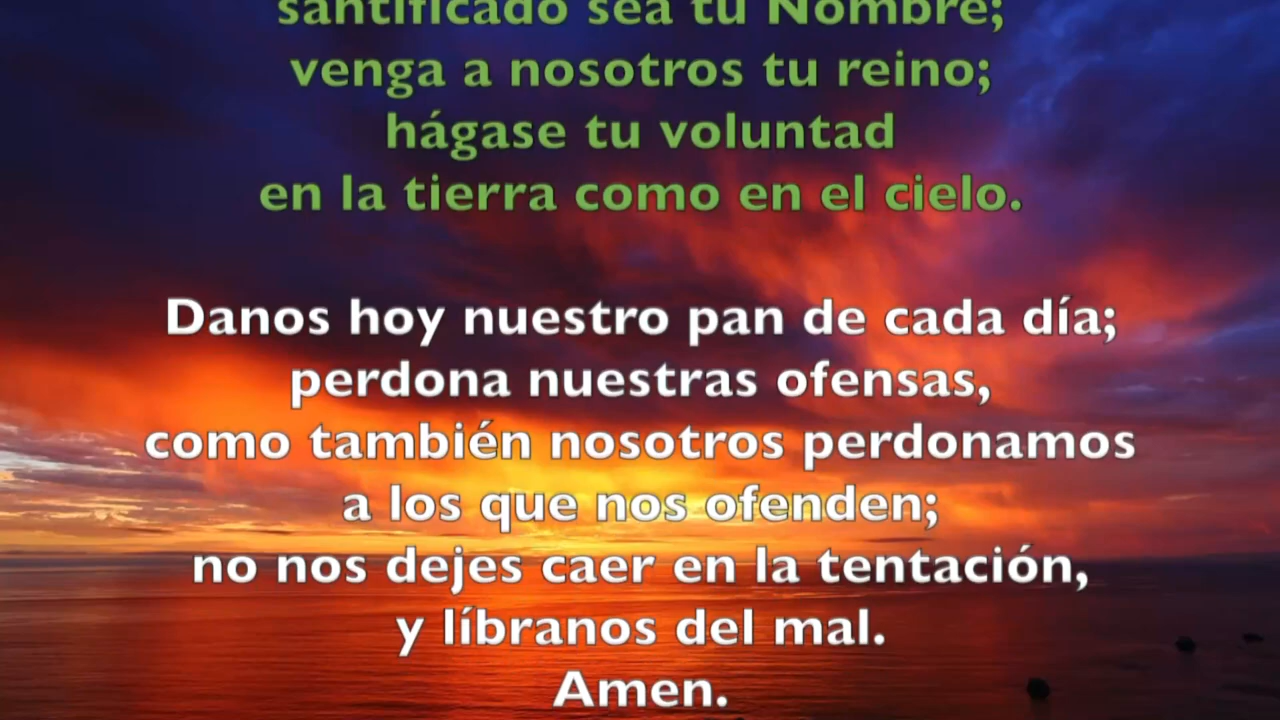 santificado sea tu Nombre;
venga a nosotros tu reino;
hágase tu voluntad
en la tierra como en el cielo.
Danos hoy nuestro pan de cada día;
perdona nuestras ofensas,
como también nosotros perdonamos
a los que nos ofenden;
no nos dejes caer en la tentación,
y líbranos del mal.
Amen.